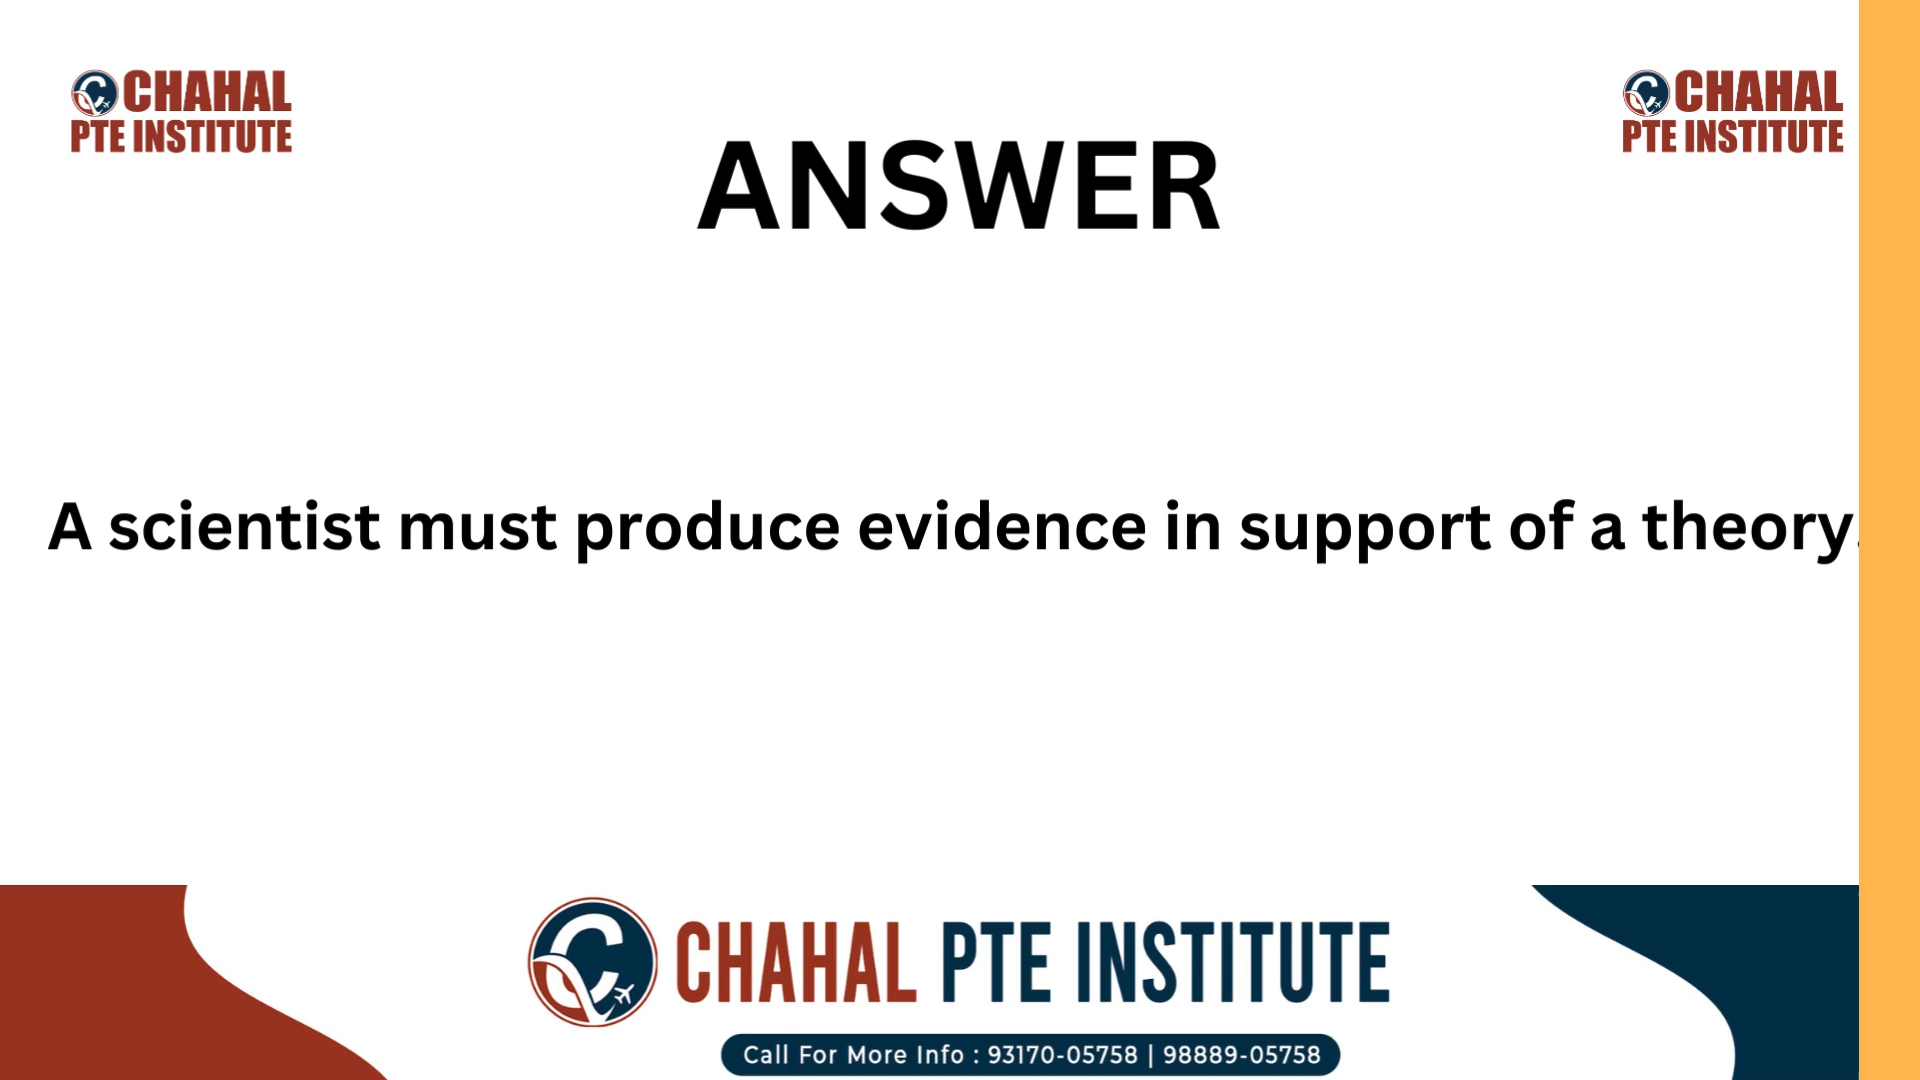 CHAHAL
PTE INSTITUTE
CHAHAL
PTE INSTITUTE
ANSWER
A scientist must produce evidence in support of a theory.
CHAHAL PTE INSTITUTE
Call For More Info : 93170-05758 | 98889-05758